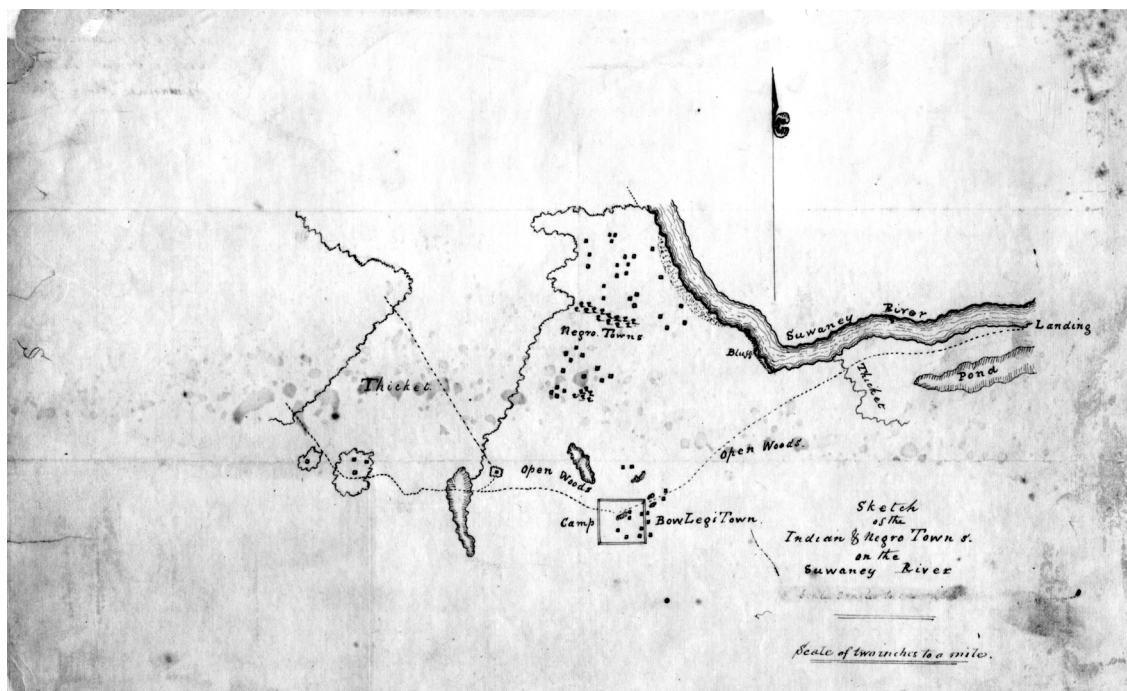 Suwaney River
Landing
Negro Towns
Bluff
Thicket
Pond
Thicket
Open Woods
Open Woods
Camp
BowLegs Town.
Sketch
of the
Indian & Negro Towns.
on the
Suwaney River
Scale of two inches to a mile.